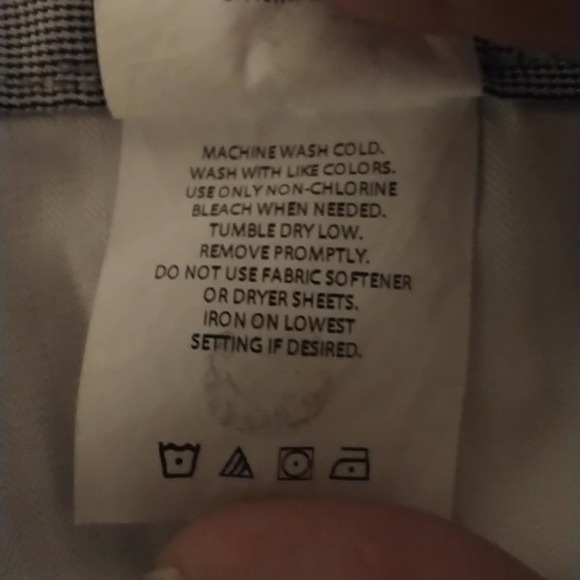 MACHINE WASH COLD.
WASH WITH LIKE COLORS.
USE ONLY NON-CHLORINE
BLEACH WHEN NEEDED.
TUMBLE DRY LOW.
REMOVE PROMPTLY.
DO NOT USE FABRIC SOFTENER
OR DRYER SHEETS.
IRON ON LOWEST
SETTING IF DESIRED.